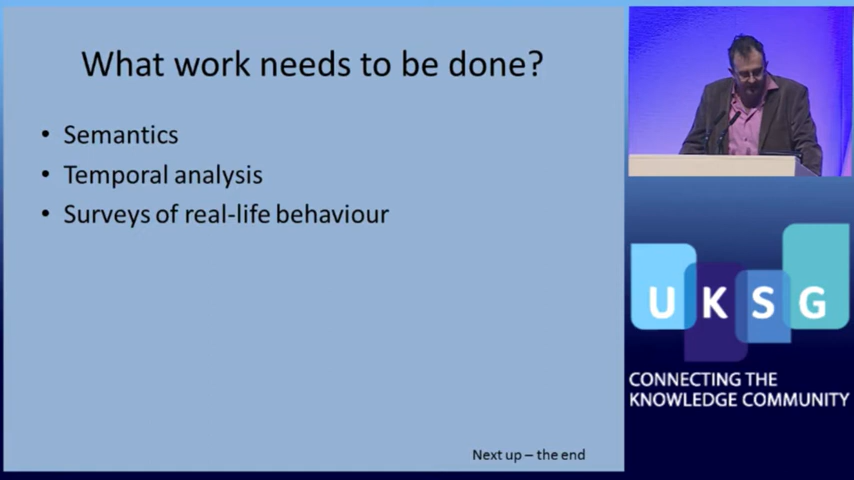 What work needs to be done?
• Semantics
• Temporal analysis
• Surveys of real-life behaviour
Next up – the end
UKSG
CONNECTING THE
KNOWLEDGE COMMUNITY